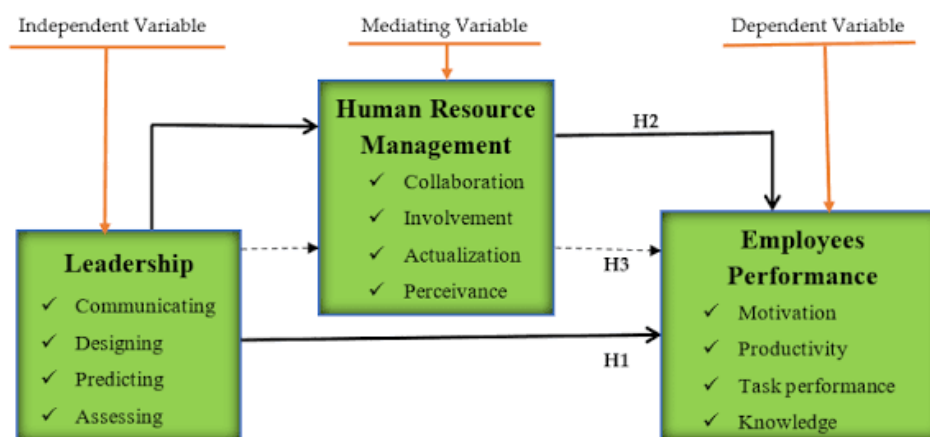 Independent Variable
Mediating Variable
Dependent Variable
Human Resource
Management
✓ Collaboration
✓ Involvement
✓ Actualization
✓ Perceivance
H2
Leadership
✓ Communicating
✓ Designing
✓ Predicting
✓ Assessing
H3
H1
Employees
Performance
✓ Motivation
✓ Productivity
✓ Task performance
✓ Knowledge